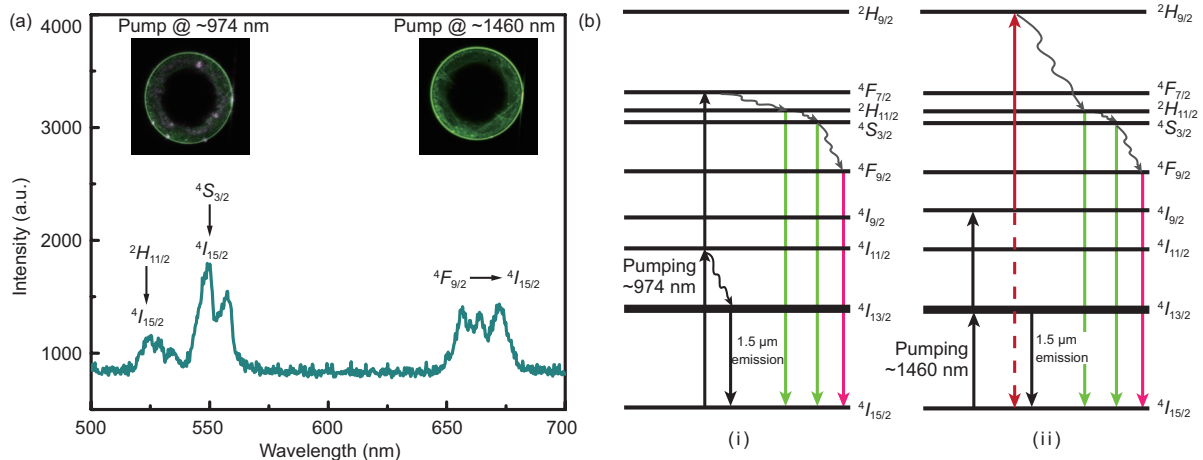 (a)
Pump @ ~974 nm
Pump @ ~1460 nm
4000
3000
2000
1000
Intensity (a.u.)
²H₁₁/₂
⁴I₁₅/₂
⁴S₃/₂
⁴I₁₅/₂
⁴F₉/₂ ⁴I₁₅/₂
500 550 600 650 700
Wavelength (nm)
(b)
²H₉/₂
⁴F₇/₂
²H₁₁/₂
⁴S₃/₂
⁴F₉/₂
⁴I₉/₂
⁴I₁₁/₂
Pumping
~974 nm
⁴I₁₃/₂
1.5 µm
emission
⁴I₁₅/₂
(i)
²H₉/₂
⁴F₇/₂
²H₁₁/₂
⁴S₃/₂
⁴F₉/₂
⁴I₉/₂
⁴I₁₁/₂
⁴I₁₃/₂
Pumping
~1460 nm
1.5 µm
emission
⁴I₁₅/₂
(ii)